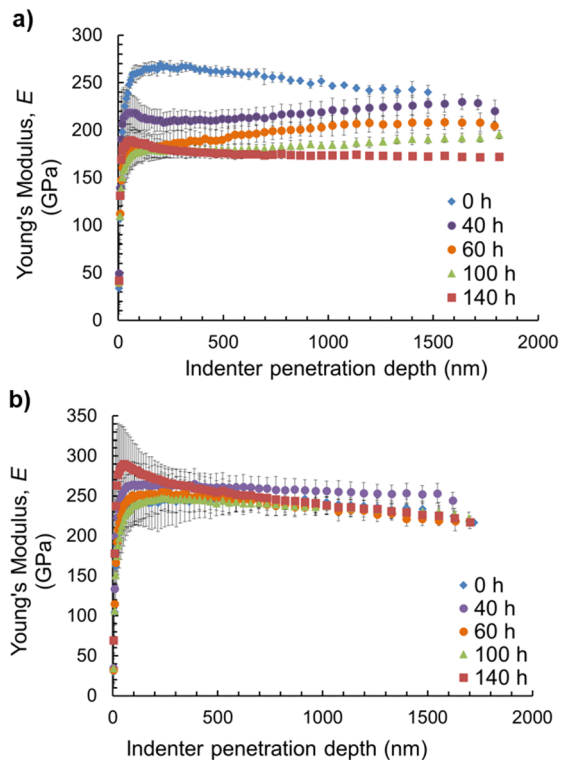 a)
300
250
200
150
100
50
0
Young's Modulus, E
(GPa)
0 500 1000 1500 2000
Indenter penetration depth (nm)
0 h
40 h
60 h
100 h
140 h
b)
350
300
250
200
150
100
50
0
Young's Modulus, E
(GPa)
0 500 1000 1500 2000
Indenter penetration depth (nm)
0 h
40 h
60 h
100 h
140 h